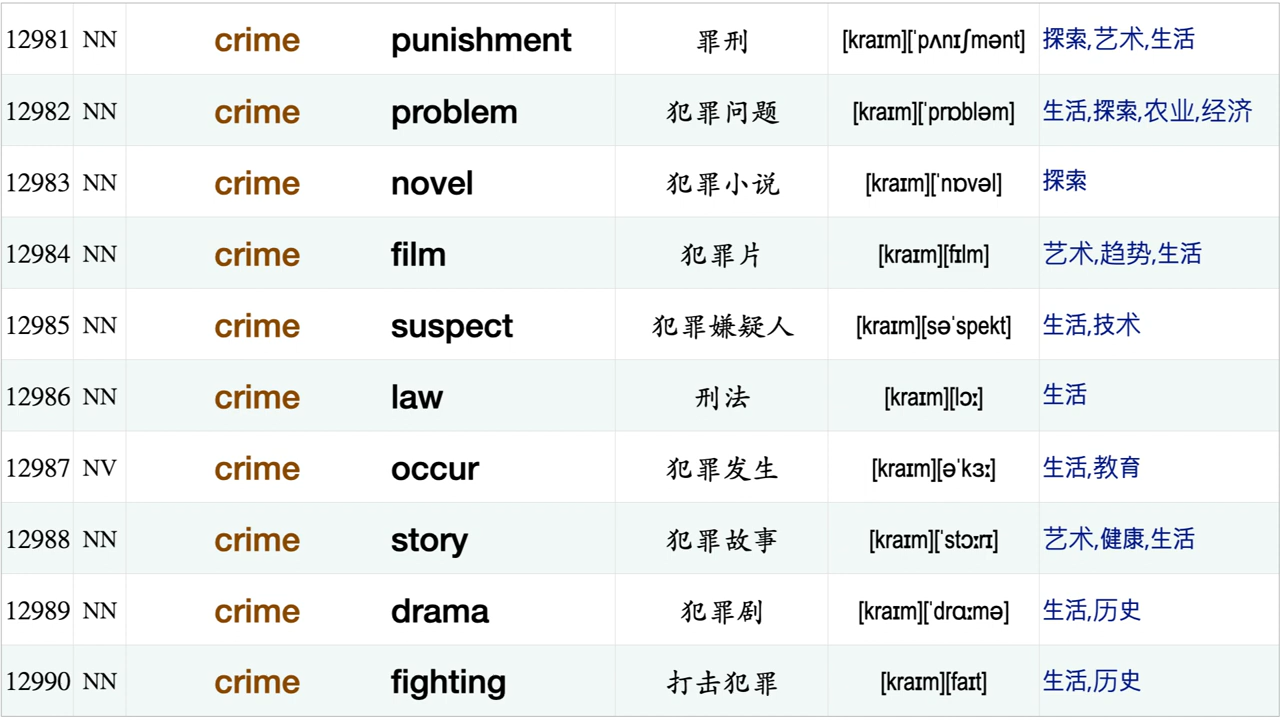 12981 NN crime punishment 罪刑 [kraɪm][ˈpʌnɪʃmənt] 探索,艺术,生活
12982 NN crime problem 犯罪问题 [kraɪm][ˈprɒbləm] 生活,探索,农业,经济
12983 NN crime novel 犯罪小说 [kraɪm][ˈnɒvəl] 探索
12984 NN crime film 犯罪片 [kraɪm][fɪlm] 艺术,趋势,生活
12985 NN crime suspect 犯罪嫌疑人 [kraɪm][səˈspekt] 生活,技术
12986 NN crime law 刑法 [kraɪm][lɔː] 生活
12987 NV crime occur 犯罪发生 [kraɪm][əˈkɜː] 生活,教育
12988 NN crime story 犯罪故事 [kraɪm][ˈstɔːrɪ] 艺术,健康,生活
12989 NN crime drama 犯罪剧 [kraɪm][ˈdrɑːmə] 生活,历史
12990 NN crime fighting 打击犯罪 [kraɪm][faɪt] 生活,历史